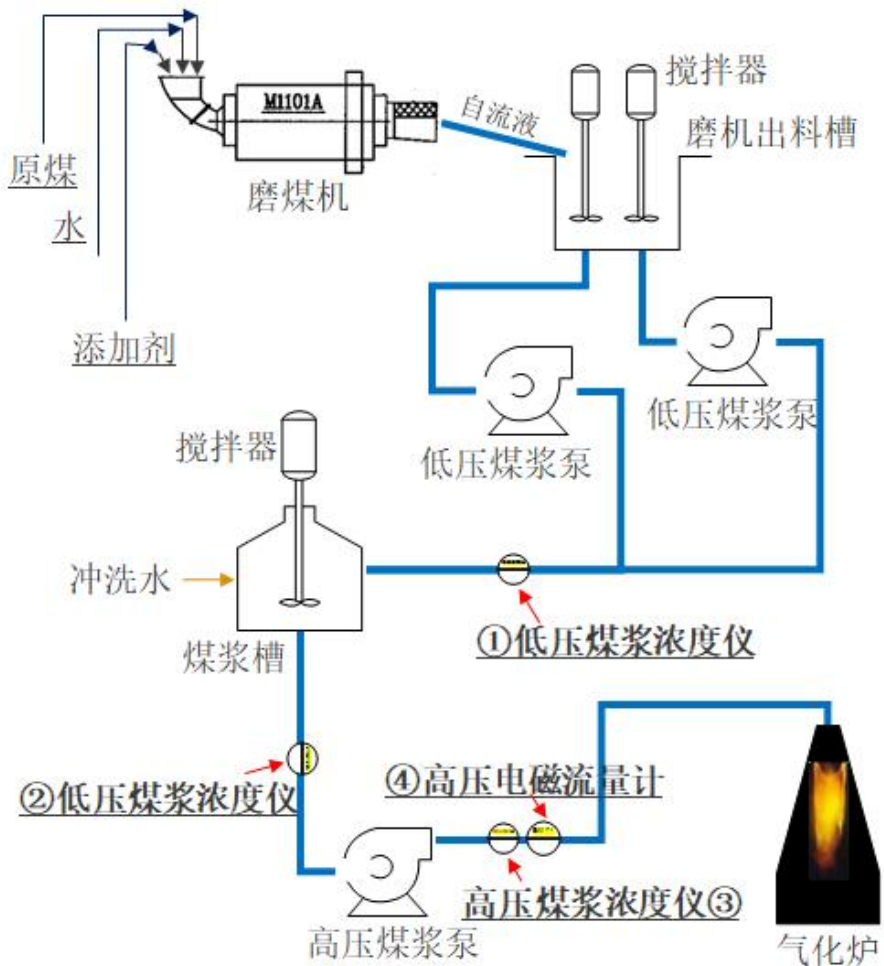 搅拌器
M1101A
自流液
磨机出料槽
原煤
磨煤机
水
添加剂
低压煤浆泵
搅拌器
低压煤浆泵
冲洗水
①低压煤浆浓度仪
煤浆槽
④高压电磁流量计
②低压煤浆浓度仪
高压煤浆浓度仪③
高压煤浆泵
气化炉